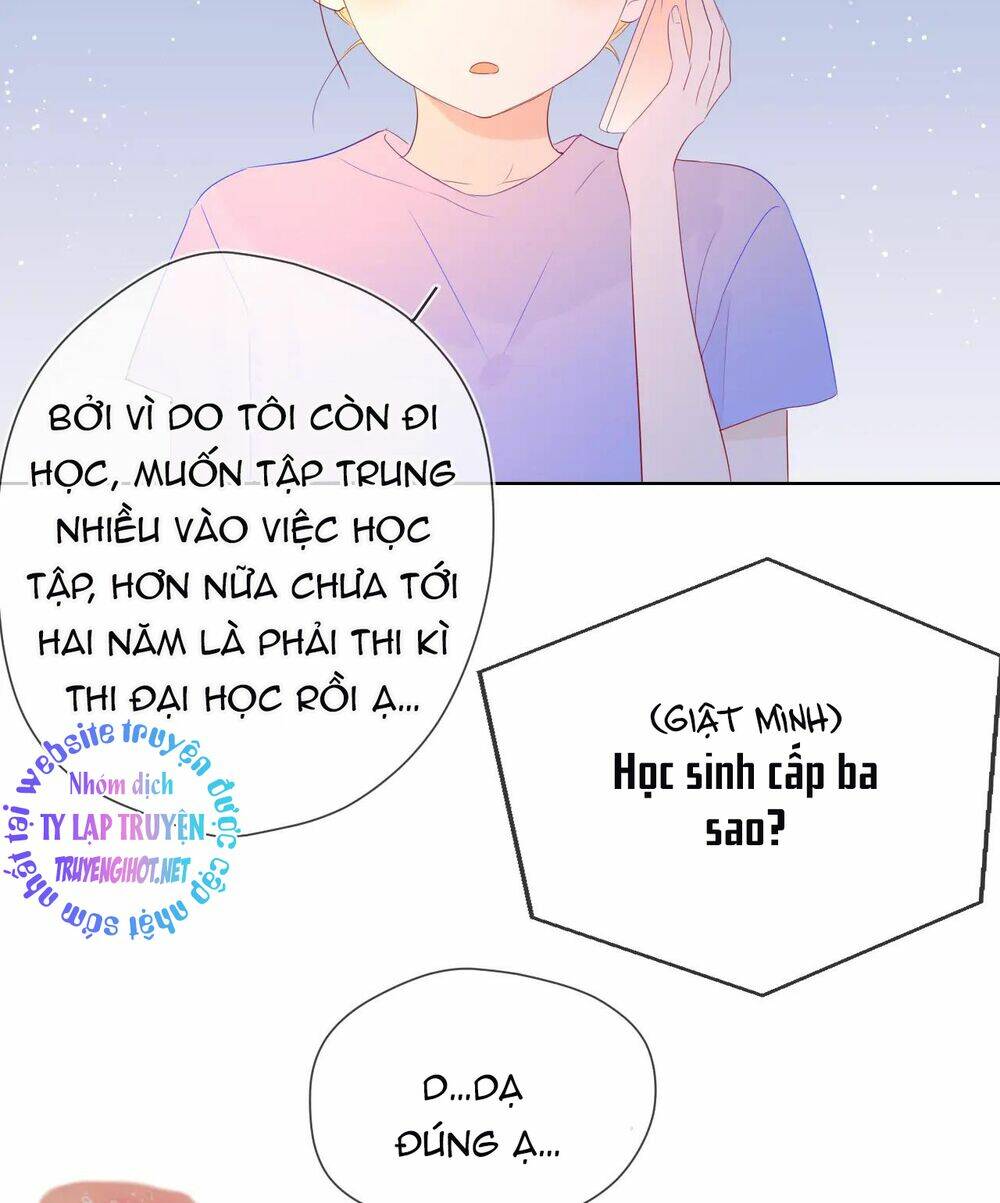 BỞI VÌ DO TÔI CÒN ĐI
HỌC, MUỐN TẬP TRUNG
NHIỀU VÀO VIỆC HỌC
TẬP, HƠN NỮA CHƯA TỚI
HAI NĂM LÀ PHẢI THI KÌ
THI ĐẠI HỌC RỒI Ạ...
(GIẬT MÌNH)
Học sinh cấp ba
sao?
Nhóm dịch
TY LẠP TRUYỆN
TRUYENGIHOT.NET
website truyện được cập nhật sớm nhất tại
D...DẠ
ĐÚNG Ạ...